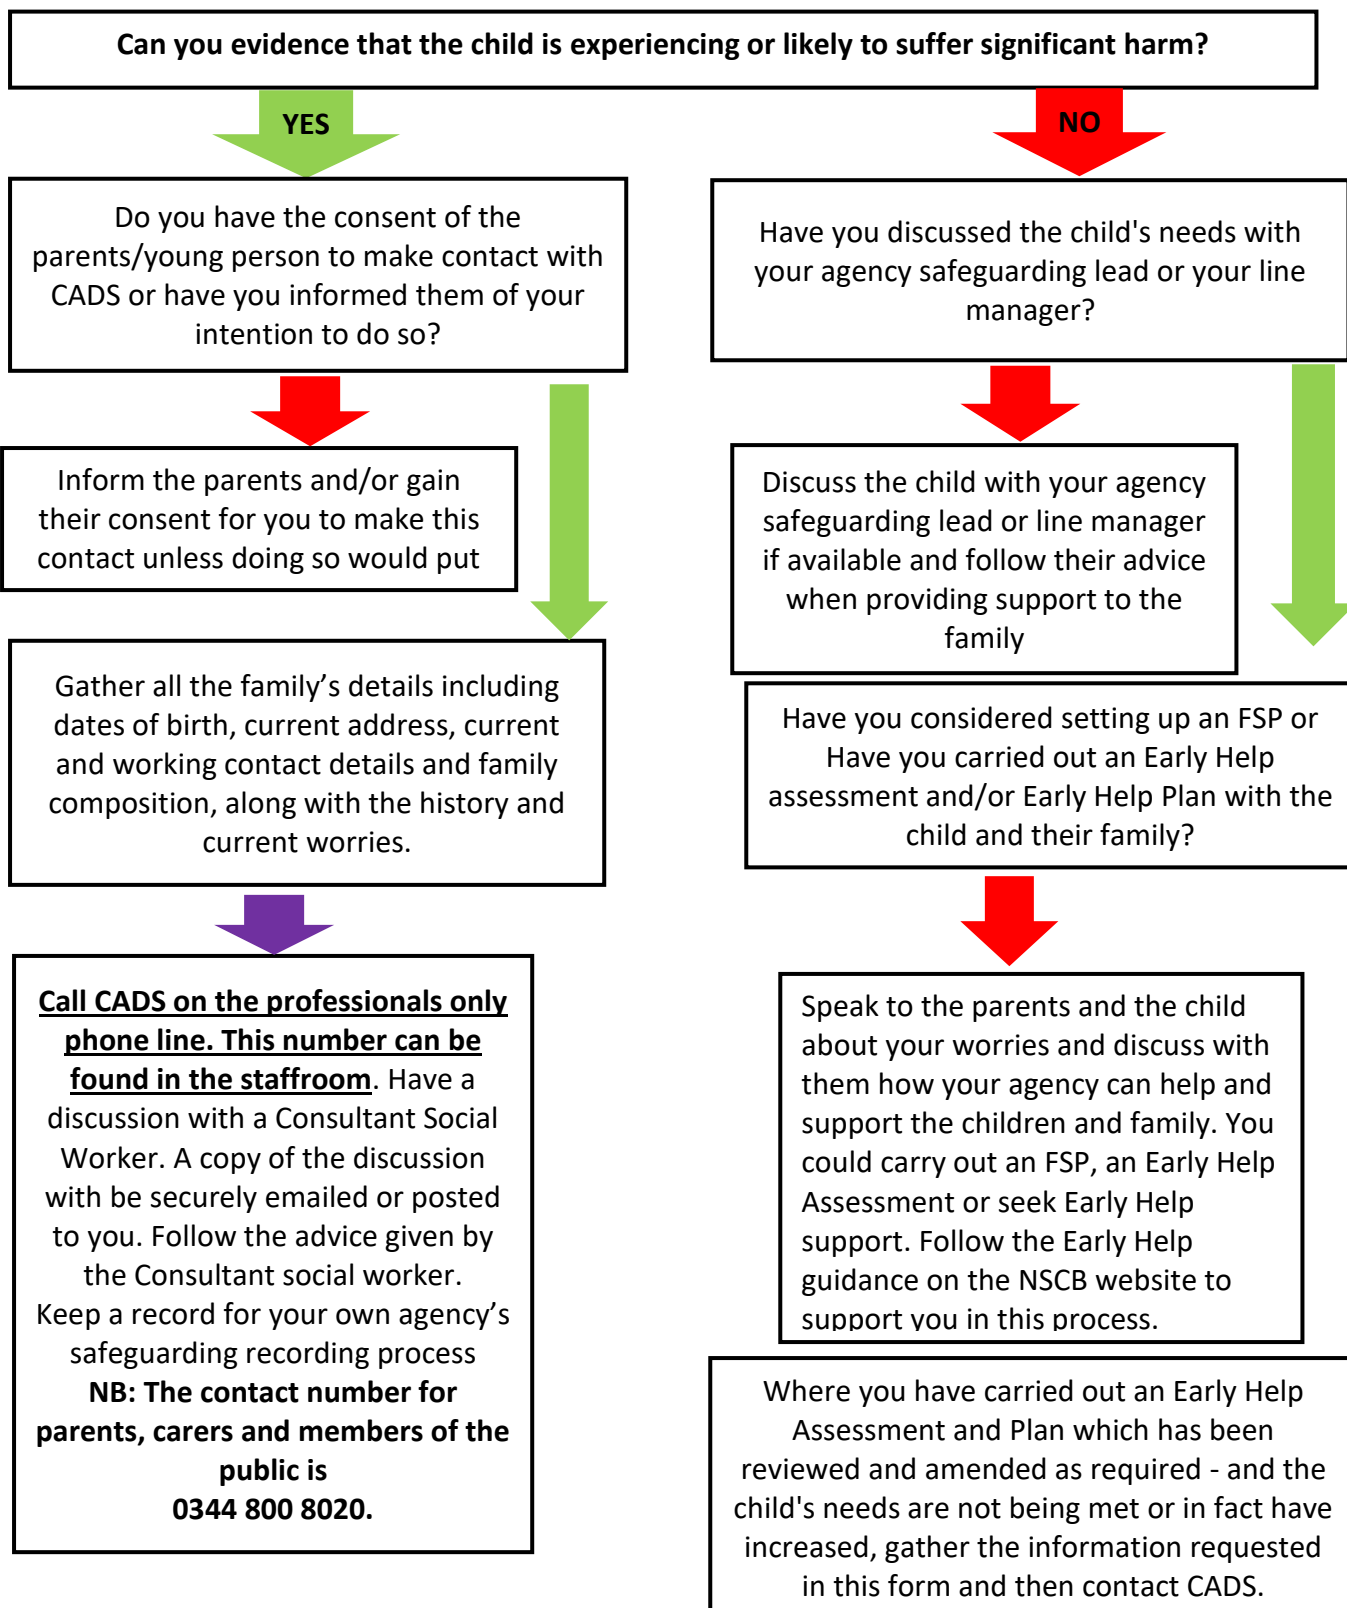 Can you evidence that the child is experiencing or likely to suffer significant harm?
YES
NO
Do you have the consent of the
parents/young person to make contact with
CADS or have you informed them of your
intention to do so?
Inform the parents and/or gain
their consent for you to make this
contact unless doing so would put
Gather all the family’s details including
dates of birth, current address, current
and working contact details and family
composition, along with the history and
current worries.
Call CADS on the professionals only
phone line. This number can be
found in the staffroom. Have a
discussion with a Consultant Social
Worker. A copy of the discussion
with be securely emailed or posted
to you. Follow the advice given by
the Consultant social worker.
Keep a record for your own agency’s
safeguarding recording process
NB: The contact number for
parents, carers and members of the
public is
0344 800 8020.
Have you discussed the child's needs with
your agency safeguarding lead or your line
manager?
Discuss the child with your agency
safeguarding lead or line manager
if available and follow their advice
when providing support to the
family
Have you considered setting up an FSP or
Have you carried out an Early Help
assessment and/or Early Help Plan with the
child and their family?
Speak to the parents and the child
about your worries and discuss with
them how your agency can help and
support the children and family. You
could carry out an FSP, an Early Help
Assessment or seek Early Help
support. Follow the Early Help
guidance on the NSCB website to
support you in this process.
Where you have carried out an Early Help
Assessment and Plan which has been
reviewed and amended as required - and the
child's needs are not being met or in fact have
increased, gather the information requested
in this form and then contact CADS.